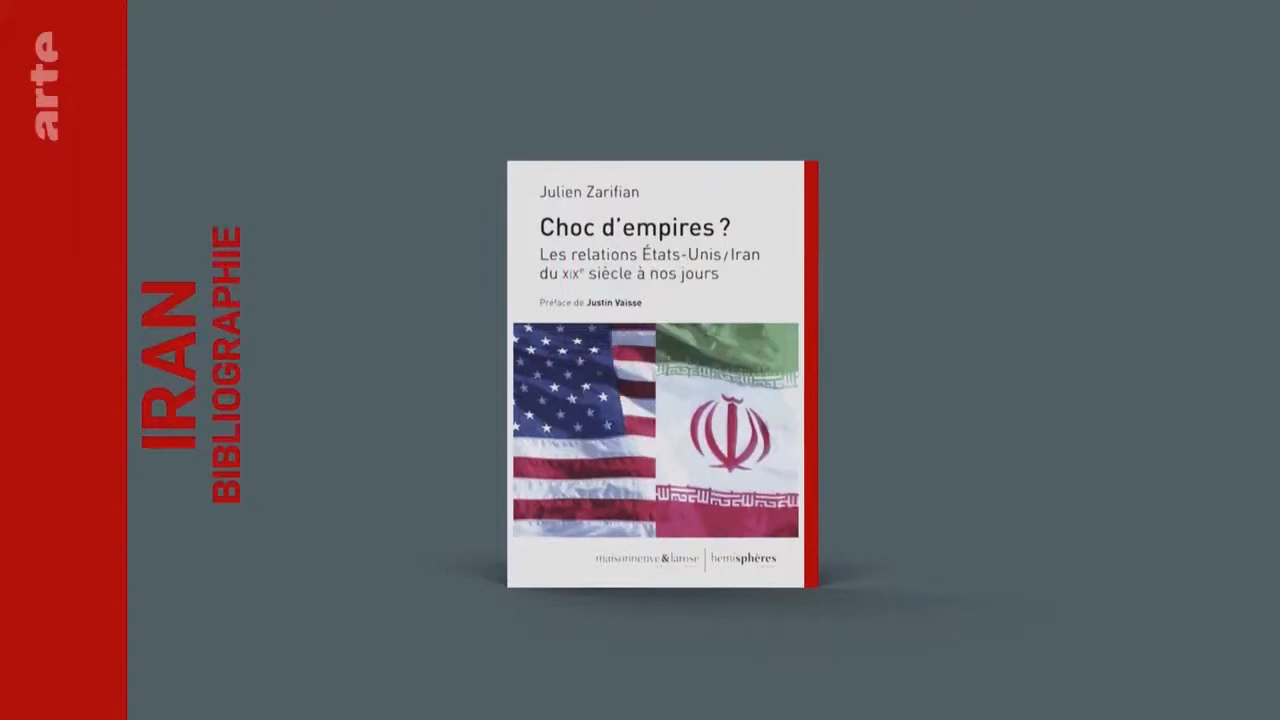 arte
IRAN
BIBLIOGRAPHIE
Julien Zarifian
Choc d'empires ?
Les relations États-Unis / Iran
du XIXe siècle à nos jours
Préface de Justin Vaisse
maisonneuve&larose | hemisphères